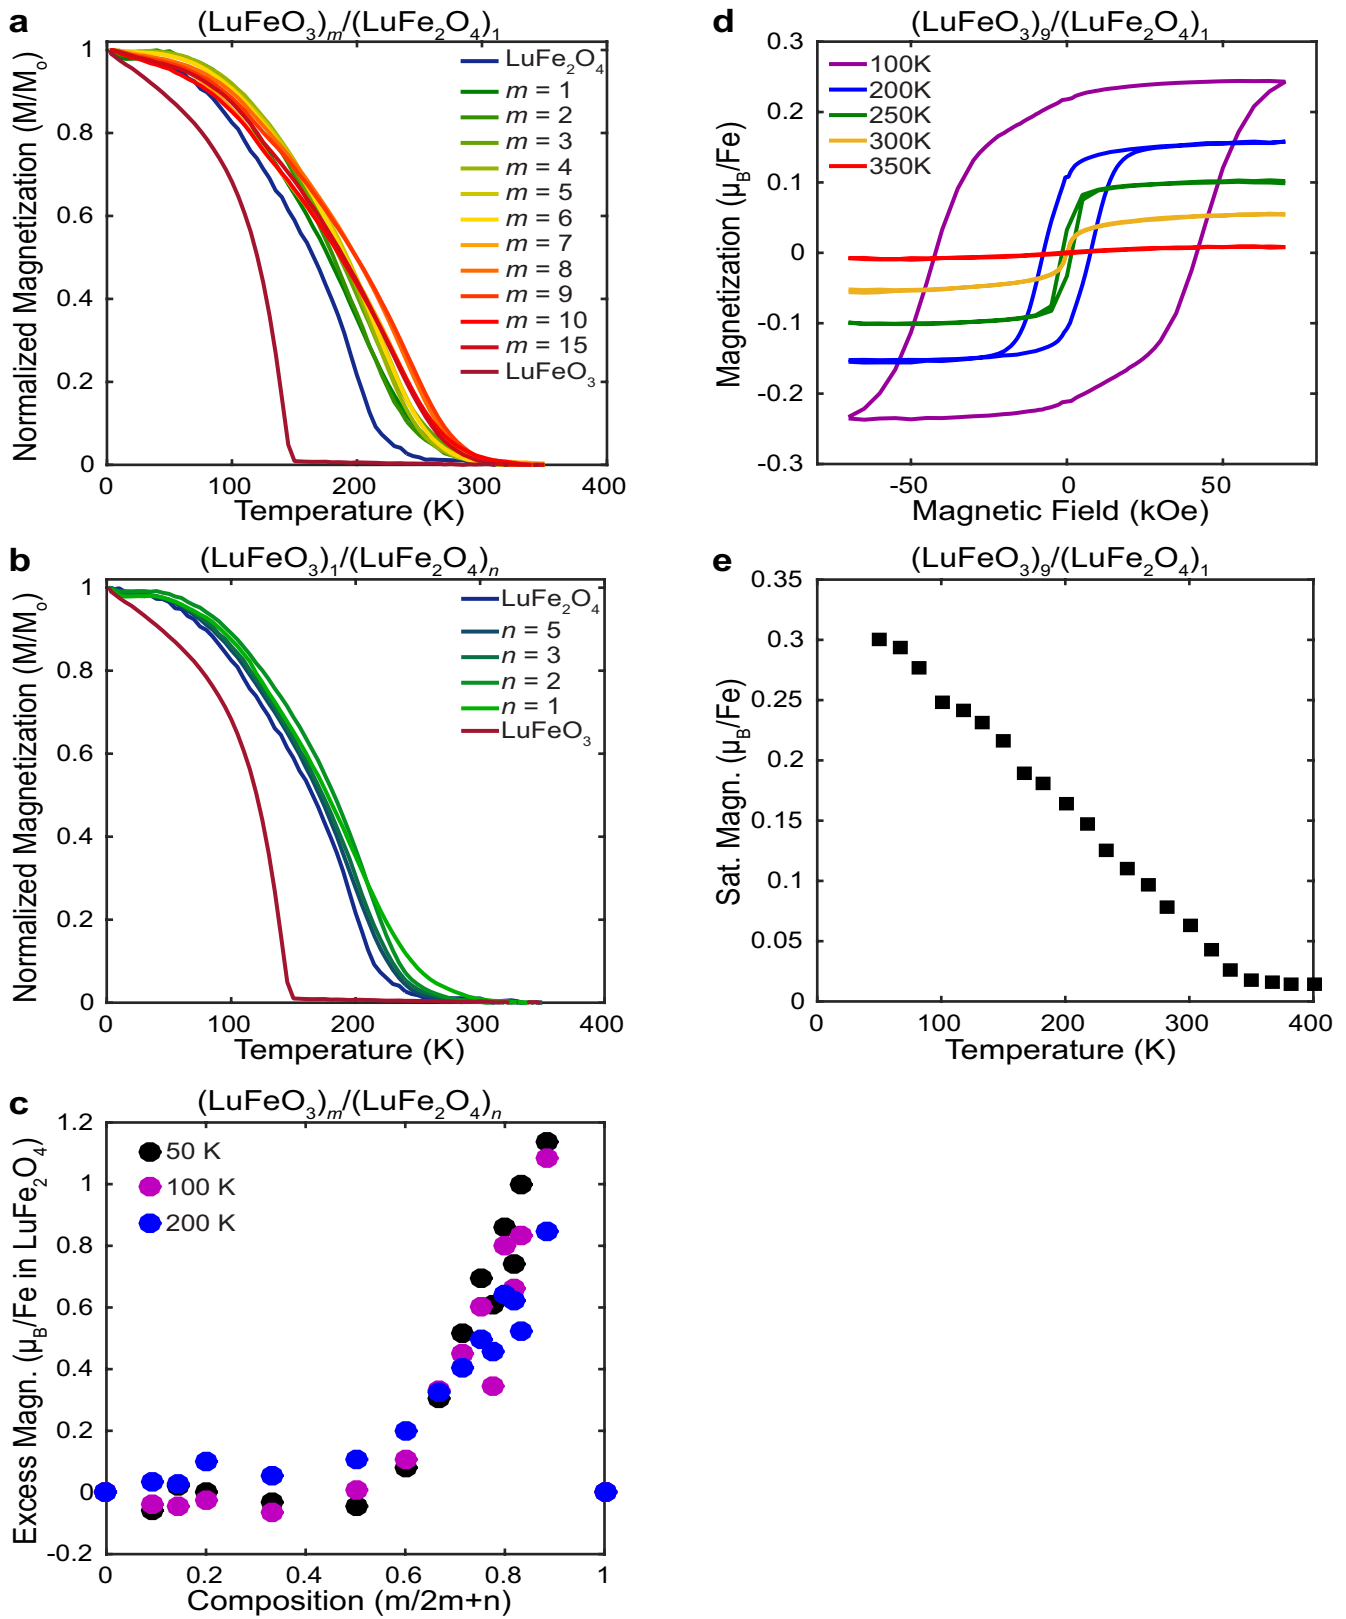 a
(LuFeO₃)ₘ/(LuFe₂O₄)₁
Normalized Magnetization (M/Mₒ)
1
0.8
0.6
0.4
0.2
0
0 100 200 300 400
Temperature (K)
LuFe₂O₄
m = 1
m = 2
m = 3
m = 4
m = 5
m = 6
m = 7
m = 8
m = 9
m = 10
m = 15
LuFeO₃
b
(LuFeO₃)₁/(LuFe₂O₄)ₙ
Normalized Magnetization (M/Mₒ)
1
0.8
0.6
0.4
0.2
0
0 100 200 300 400
Temperature (K)
LuFe₂O₄
n = 5
n = 3
n = 2
n = 1
LuFeO₃
c
(LuFeO₃)ₘ/(LuFe₂O₄)ₙ
Excess Magn. (μ_B/Fe in LuFe₂O₄)
1.2
1
0.8
0.6
0.4
0.2
0
-0.2
0 0.2 0.4 0.6 0.8 1
Composition (m/2m+n)
50 K
100 K
200 K
d
(LuFeO₃)₉/(LuFe₂O₄)₁
Magnetization (μ_B/Fe)
0.3
0.2
0.1
0
-0.1
-0.2
-0.3
-50 0 50
Magnetic Field (kOe)
100K
200K
250K
300K
350K
e
(LuFeO₃)₉/(LuFe₂O₄)₁
Sat. Magn. (μ_B/Fe)
0.35
0.3
0.25
0.2
0.15
0.1
0.05
0
0 100 200 300 400
Temperature (K)